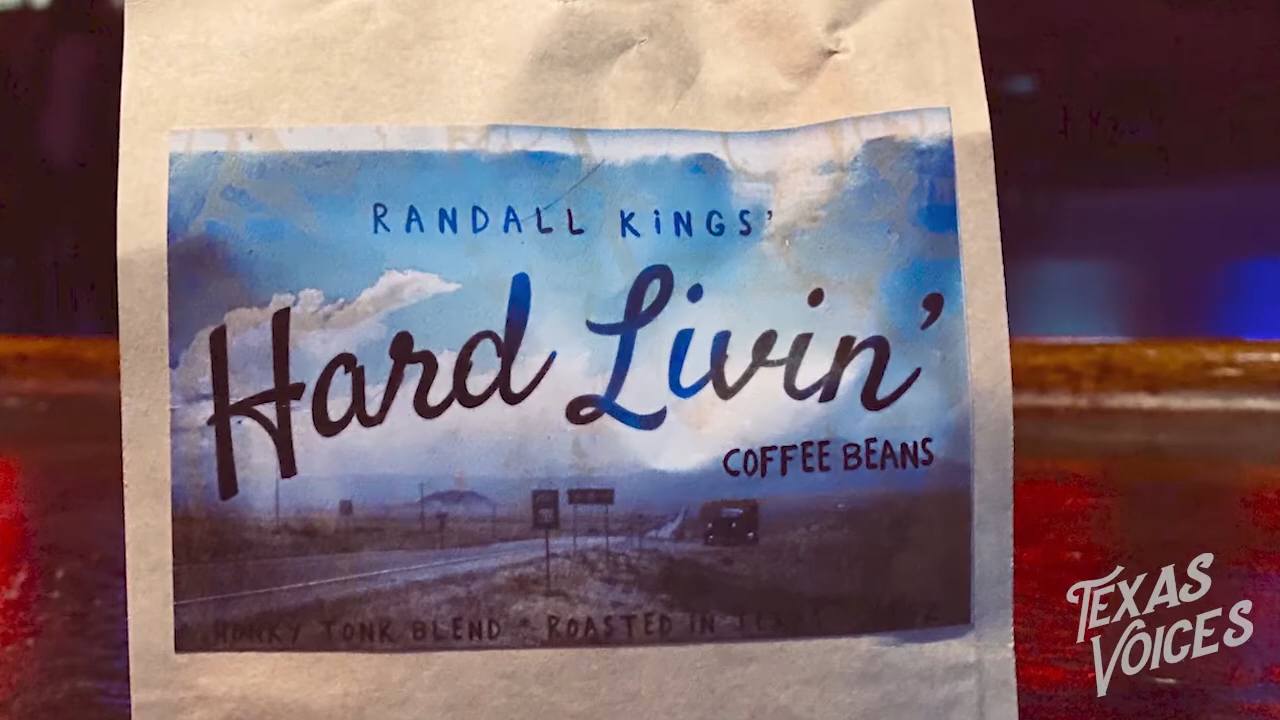 RANDALL KINGS'
Hard Livin'
COFFEE BEANS
HONKY TONK BLEND ROASTED IN
TEXAS
VOICES